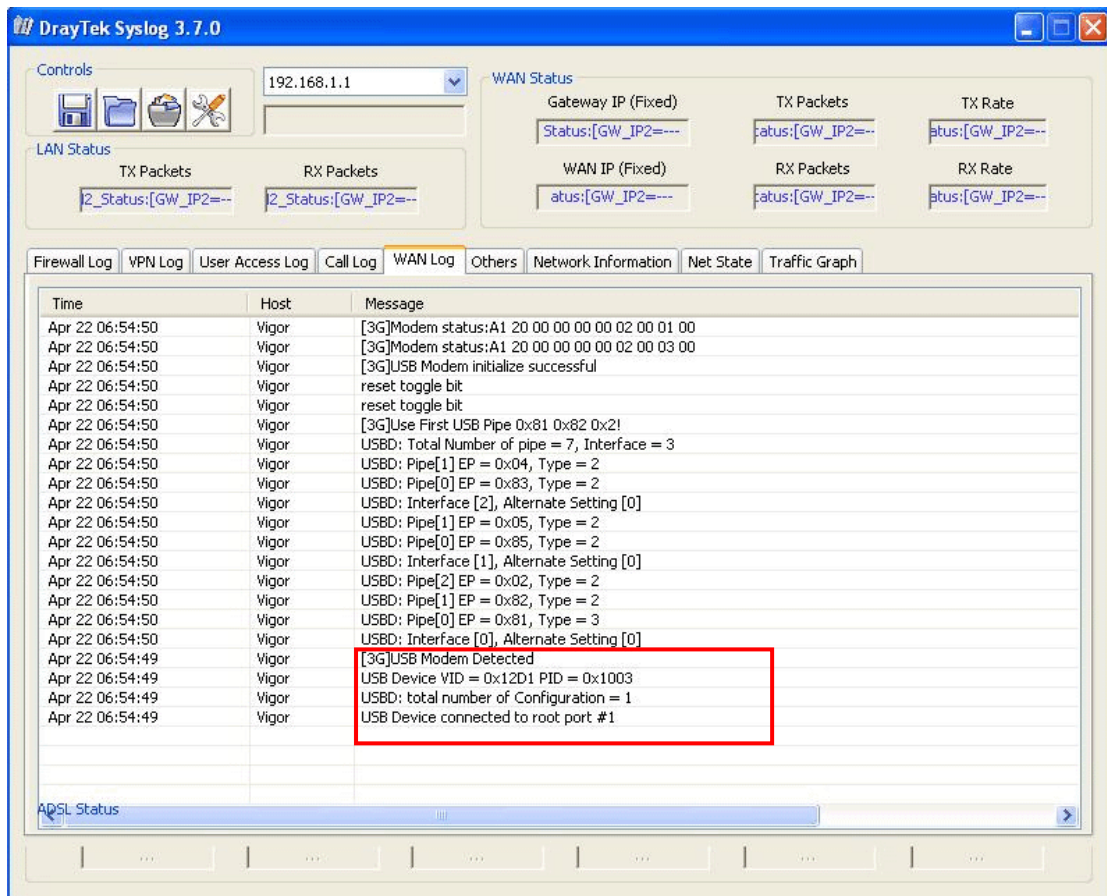 DrayTek Syslog 3.7.0
Controls
192.168.1.1
WAN Status
Gateway IP (Fixed) TX Packets TX Rate
Status:[GW_IP2=--- tatus:[GW_IP2=-- atus:[GW_IP2=--
LAN Status
TX Packets RX Packets
WAN IP (Fixed) RX Packets RX Rate
2_Status:[GW_IP2=-- 2_Status:[GW_IP2=-- atus:[GW_IP2=--- tatus:[GW_IP2=-- atus:[GW_IP2=--
Firewall Log VPN Log User Access Log Call Log WAN Log Others Network Information Net State Traffic Graph
Time Host Message
Apr 22 06:54:50 Vigor [3G]Modem status:A1 20 00 00 00 00 02 00 01 00
Apr 22 06:54:50 Vigor [3G]Modem status:A1 20 00 00 00 00 02 00 03 00
Apr 22 06:54:50 Vigor [3G]USB Modem initialize successful
Apr 22 06:54:50 Vigor reset toggle bit
Apr 22 06:54:50 Vigor reset toggle bit
Apr 22 06:54:50 Vigor [3G]Use First USB Pipe 0x81 0x82 0x2!
Apr 22 06:54:50 Vigor USBD: Total Number of pipe = 7, Interface = 3
Apr 22 06:54:50 Vigor USBD: Pipe[1] EP = 0x04, Type = 2
Apr 22 06:54:50 Vigor USBD: Pipe[0] EP = 0x83, Type = 2
Apr 22 06:54:50 Vigor USBD: Interface [2], Alternate Setting [0]
Apr 22 06:54:50 Vigor USBD: Pipe[1] EP = 0x05, Type = 2
Apr 22 06:54:50 Vigor USBD: Pipe[0] EP = 0x85, Type = 2
Apr 22 06:54:50 Vigor USBD: Interface [1], Alternate Setting [0]
Apr 22 06:54:50 Vigor USBD: Pipe[2] EP = 0x02, Type = 2
Apr 22 06:54:50 Vigor USBD: Pipe[1] EP = 0x82, Type = 2
Apr 22 06:54:50 Vigor USBD: Pipe[0] EP = 0x81, Type = 3
Apr 22 06:54:50 Vigor USBD: Interface [0], Alternate Setting [0]
Apr 22 06:54:49 Vigor [3G]USB Modem Detected
Apr 22 06:54:49 Vigor USB Device VID = 0x12D1 PID = 0x1003
Apr 22 06:54:49 Vigor USBD: total number of Configuration = 1
Apr 22 06:54:49 Vigor USB Device connected to root port #1
ADSL Status
... ... ... ... ... ...